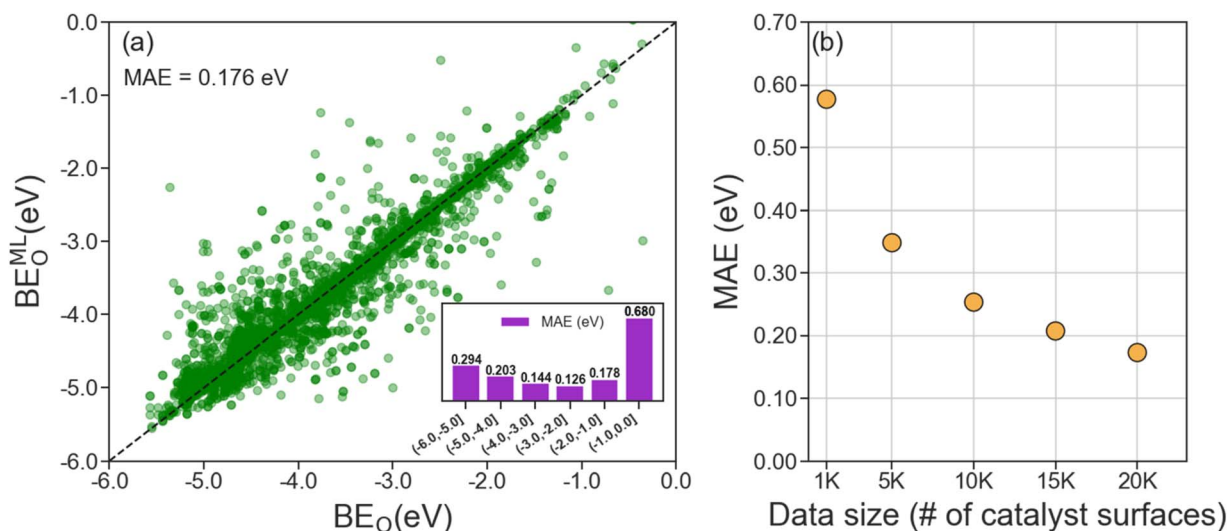 (a)
MAE = 0.176 eV
0.0
-1.0
-2.0
-3.0
-4.0
-5.0
-6.0
BE_O^ML(eV)
-6.0 -5.0 -4.0 -3.0 -2.0 -1.0 0.0
BE_O(eV)
MAE (eV)
0.294 0.203 0.144 0.126 0.178 0.680
(-6.0,-5.0] (-5.0,-4.0] (-4.0,-3.0] (-3.0,-2.0] (-2.0,-1.0] (-1.0,0.0]
(b)
0.70
0.60
0.50
0.40
0.30
0.20
0.10
0.00
MAE (eV)
1K 5K 10K 15K 20K
Data size (# of catalyst surfaces)